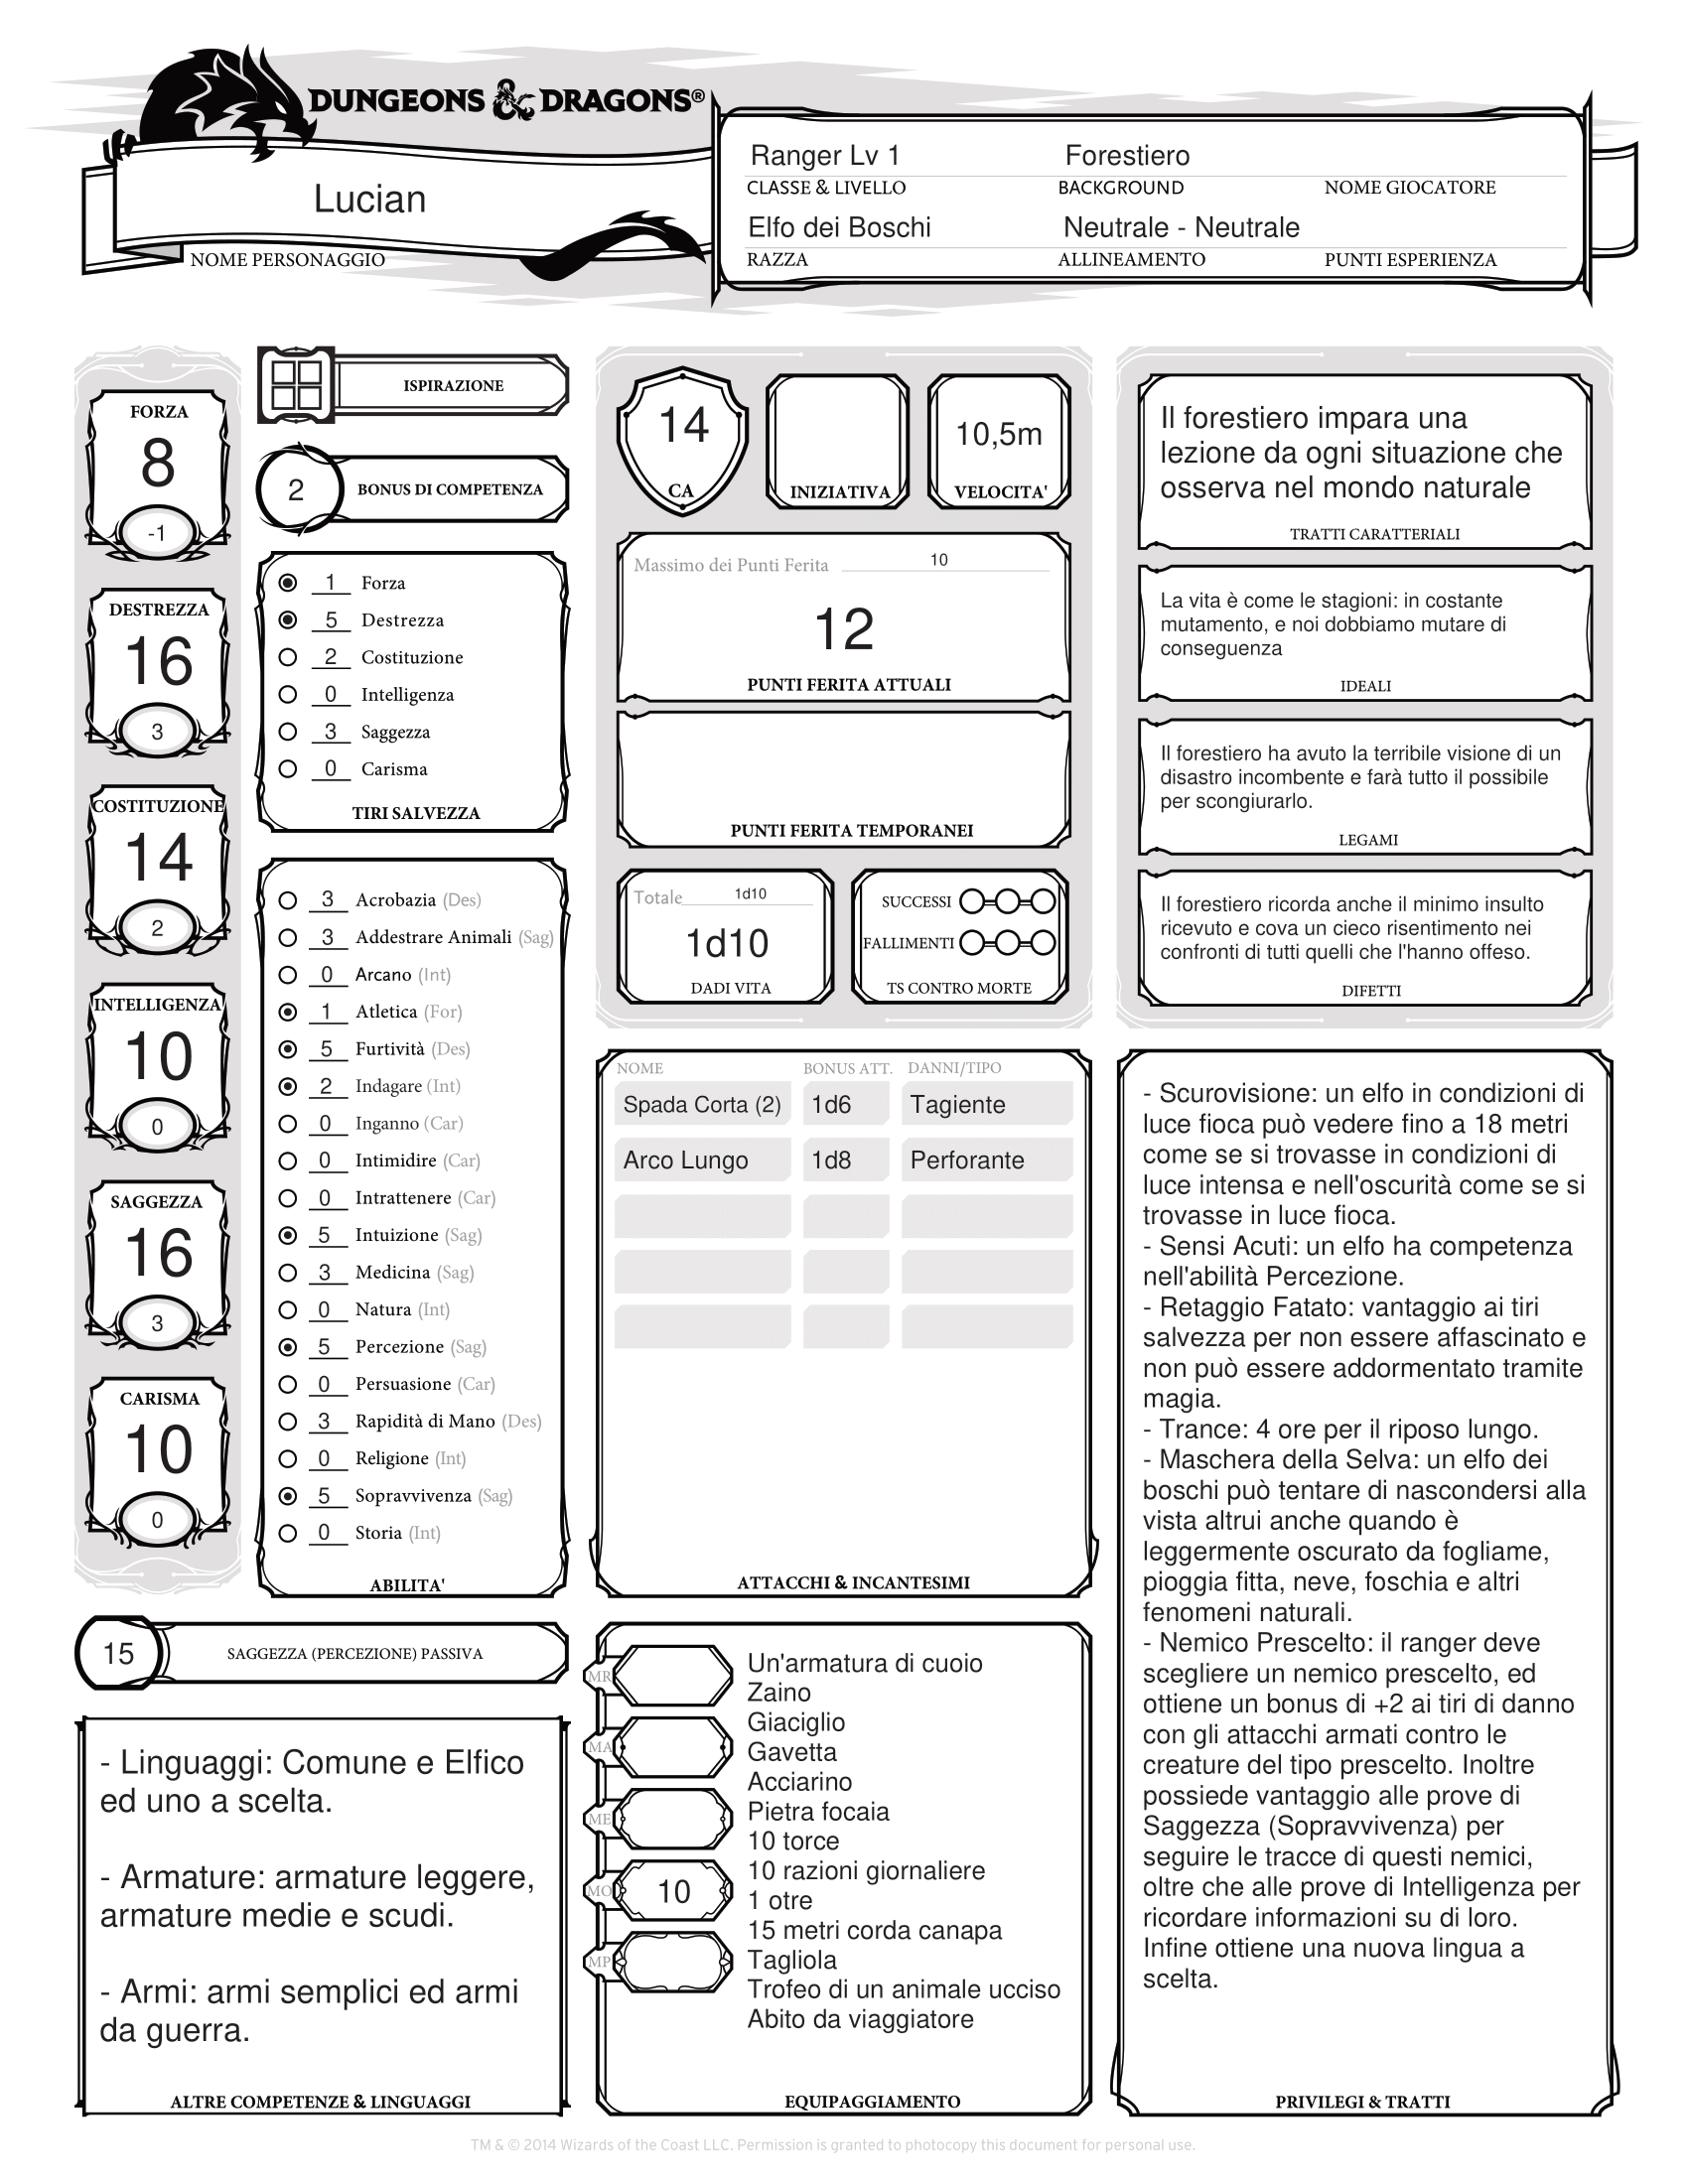 DUNGEONS & DRAGONS®
Lucian
NOME PERSONAGGIO
Ranger Lv 1
Forestiero
CLASSE & LIVELLO
BACKGROUND
NOME GIOCATORE
Elfo dei Boschi
Neutrale - Neutrale
RAZZA
ALLINEAMENTO
PUNTI ESPERIENZA
FORZA
8
-1
DESTREZZA
16
3
COSTITUZIONE
14
2
INTELLIGENZA
10
0
SAGGEZZA
16
3
CARISMA
10
0
ISPIRAZIONE
2
BONUS DI COMPETENZA
1 Forza
5 Destrezza
2 Costituzione
0 Intelligenza
3 Saggezza
0 Carisma
TIRI SALVEZZA
3 Acrobazia (Des)
3 Addestrare Animali (Sag)
0 Arcano (Int)
1 Atletica (For)
5 Furtività (Des)
2 Indagare (Int)
0 Inganno (Car)
0 Intimidire (Car)
0 Intrattenere (Car)
5 Intuizione (Sag)
3 Medicina (Sag)
0 Natura (Int)
5 Percezione (Sag)
0 Persuasione (Car)
3 Rapidità di Mano (Des)
0 Religione (Int)
5 Sopravvivenza (Sag)
0 Storia (Int)
ABILITA'
15
SAGGEZZA (PERCEZIONE) PASSIVA
- Linguaggi: Comune e Elfico
ed uno a scelta.
- Armature: armature leggere,
armature medie e scudi.
- Armi: armi semplici ed armi
da guerra.
ALTRE COMPETENZE & LINGUAGGI
14
CA
INIZIATIVA
10,5m
VELOCITA'
Massimo dei Punti Ferita 10
12
PUNTI FERITA ATTUALI
PUNTI FERITA TEMPORANEI
Totale 1d10
1d10
DADI VITA
SUCCESSI
FALLIMENTI
TS CONTRO MORTE
NOME BONUS ATT. DANNI/TIPO
Spada Corta (2) 1d6 Tagiente
Arco Lungo 1d8 Perforante
ATTACCHI & INCANTESIMI
MR
MA
ME
MO
10
MP
Un'armatura di cuoio
Zaino
Giaciglio
Gavetta
Acciarino
Pietra focaia
10 torce
10 razioni giornaliere
1 otre
15 metri corda canapa
Tagliola
Trofeo di un animale ucciso
Abito da viaggiatore
EQUIPAGGIAMENTO
Il forestiero impara una
lezione da ogni situazione che
osserva nel mondo naturale
TRATTI CARATTERIALI
La vita è come le stagioni: in costante
mutamento, e noi dobbiamo mutare di
conseguenza
IDEALI
Il forestiero ha avuto la terribile visione di un
disastro incombente e farà tutto il possibile
per scongiurarlo.
LEGAMI
Il forestiero ricorda anche il minimo insulto
ricevuto e cova un cieco risentimento nei
confronti di tutti quelli che l'hanno offeso.
DIFETTI
- Scurovisione: un elfo in condizioni di
luce fioca può vedere fino a 18 metri
come se si trovasse in condizioni di
luce intensa e nell'oscurità come se si
trovasse in luce fioca.
- Sensi Acuti: un elfo ha competenza
nell'abilità Percezione.
- Retaggio Fatato: vantaggio ai tiri
salvezza per non essere affascinato e
non può essere addormentato tramite
magia.
- Trance: 4 ore per il riposo lungo.
- Maschera della Selva: un elfo dei
boschi può tentare di nascondersi alla
vista altrui anche quando è
leggermente oscurato da fogliame,
pioggia fitta, neve, foschia e altri
fenomeni naturali.
- Nemico Prescelto: il ranger deve
scegliere un nemico prescelto, ed
ottiene un bonus di +2 ai tiri di danno
con gli attacchi armati contro le
creature del tipo prescelto. Inoltre
possiede vantaggio alle prove di
Saggezza (Sopravvivenza) per
seguire le tracce di questi nemici,
oltre che alle prove di Intelligenza per
ricordare informazioni su di loro.
Infine ottiene una nuova lingua a
scelta.
PRIVILEGI & TRATTI
TM & © 2014 Wizards of the Coast LLC. Permission is granted to photocopy this document for personal use.